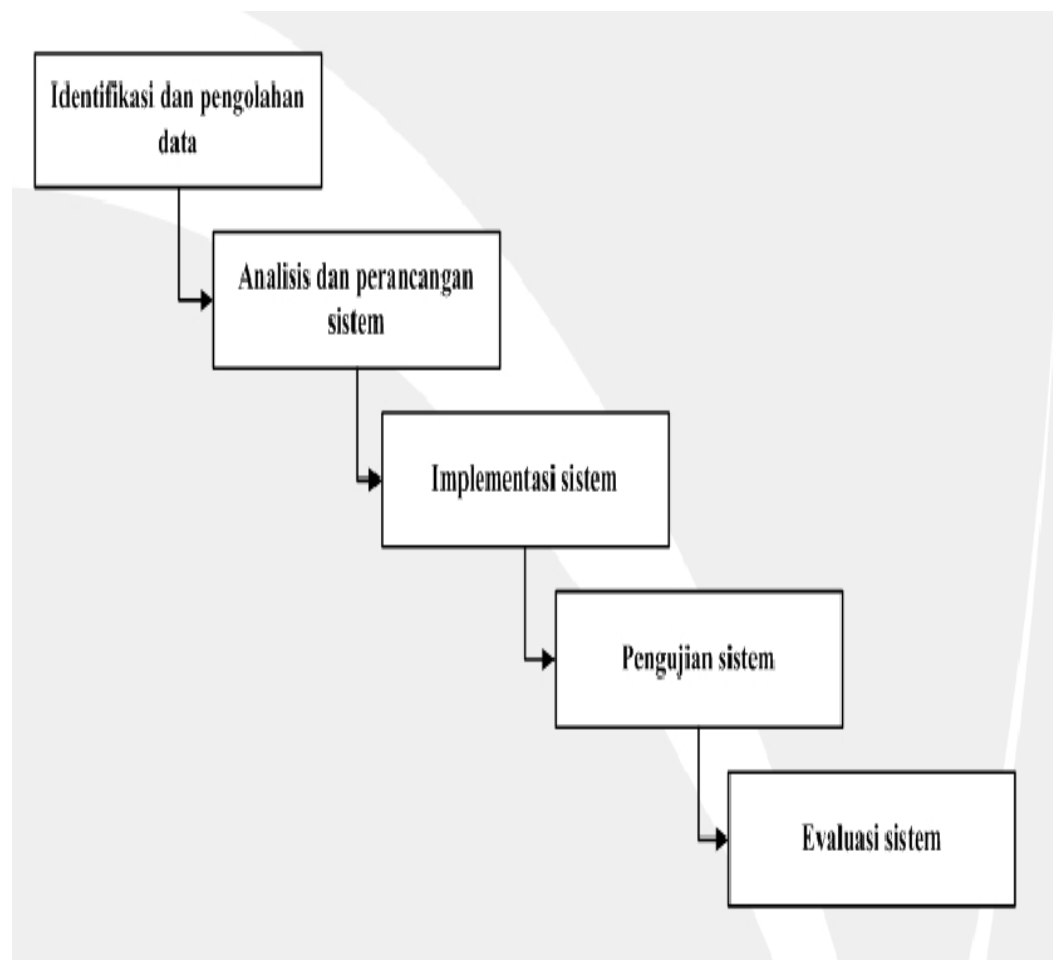 Identifikasi dan pengolahan
data
Analisis dan perancangan
sistem
Implementasi sistem
Pengujian sistem
Evaluasi sistem